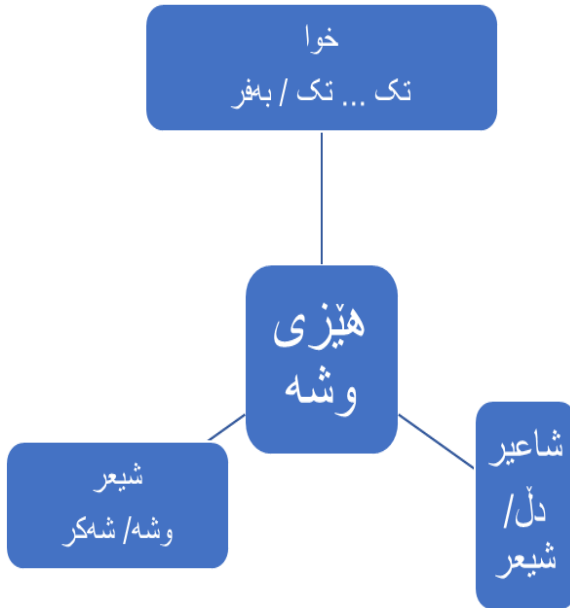 خوا
تک ... تک / بەفر
هێزی
وشە
شاعیر
دڵ/
شیعر
شیعر
وشە/ شەکر